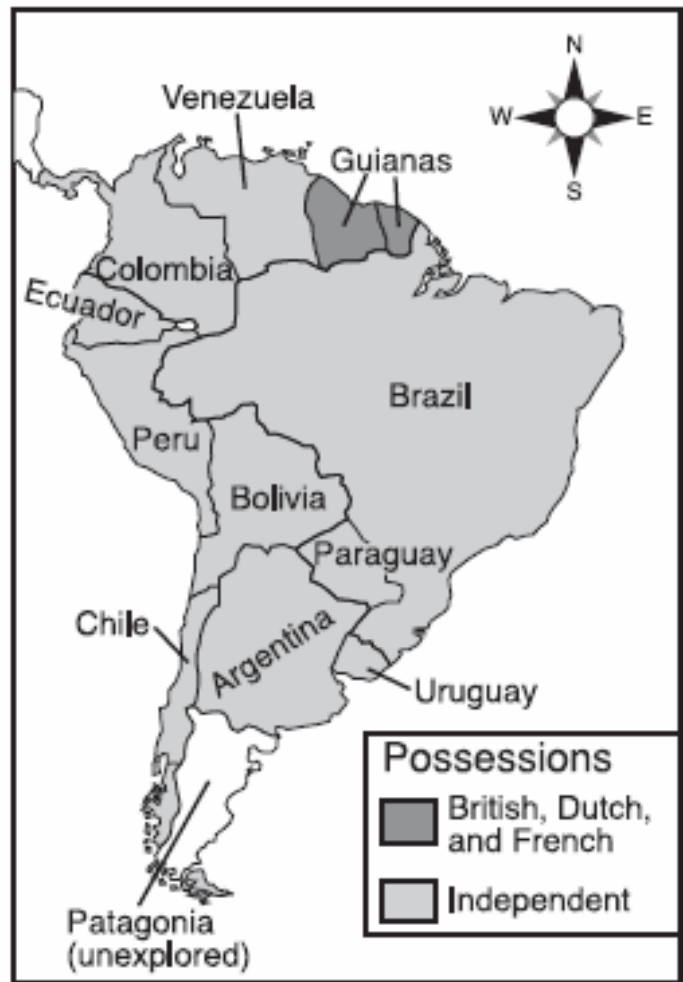 N
W
E
S
Venezuela
Guianas
Colombia
Ecuador
Brazil
Peru
Bolivia
Paraguay
Chile
Argentina
Uruguay
Possessions
British, Dutch,
and French
Independent
Patagonia
(unexplored)